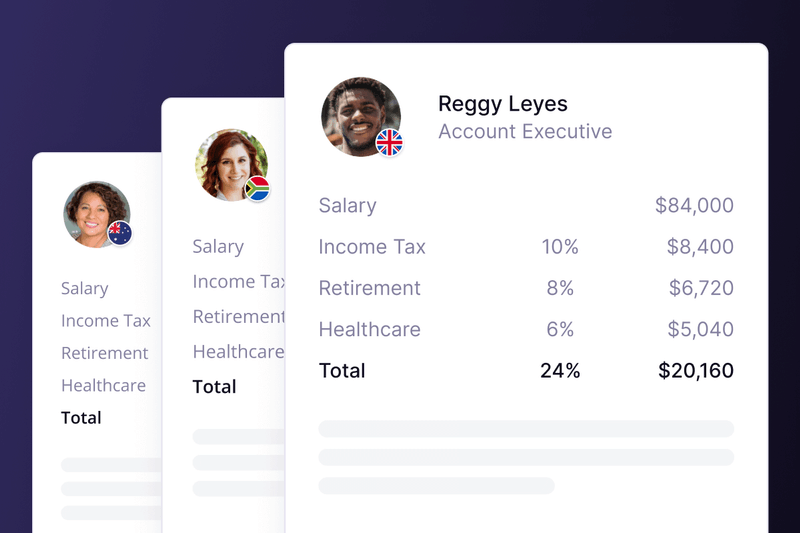 Reggy Leyes
Account Executive
Salary $84,000
Income Tax 10% $8,400
Retirement 8% $6,720
Healthcare 6% $5,040
Total 24% $20,160
Salary
Income Tax
Retirement
Healthcare
Total
Salary
Income Tax
Retirement
Healthcare
Total